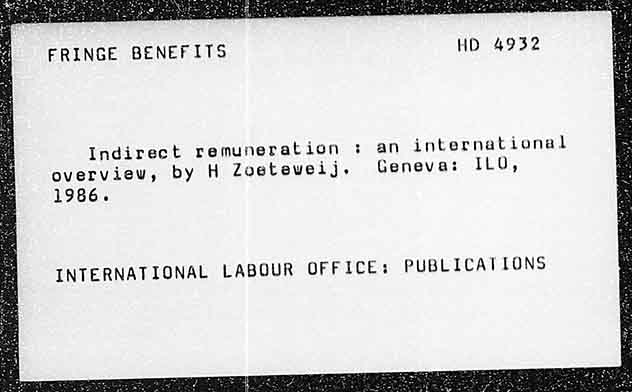 FRINGE BENEFITS HD 4932
Indirect remuneration : an international
overview, by H Zoeteweij. Geneva: ILO,
1986.
INTERNATIONAL LABOUR OFFICE: PUBLICATIONS